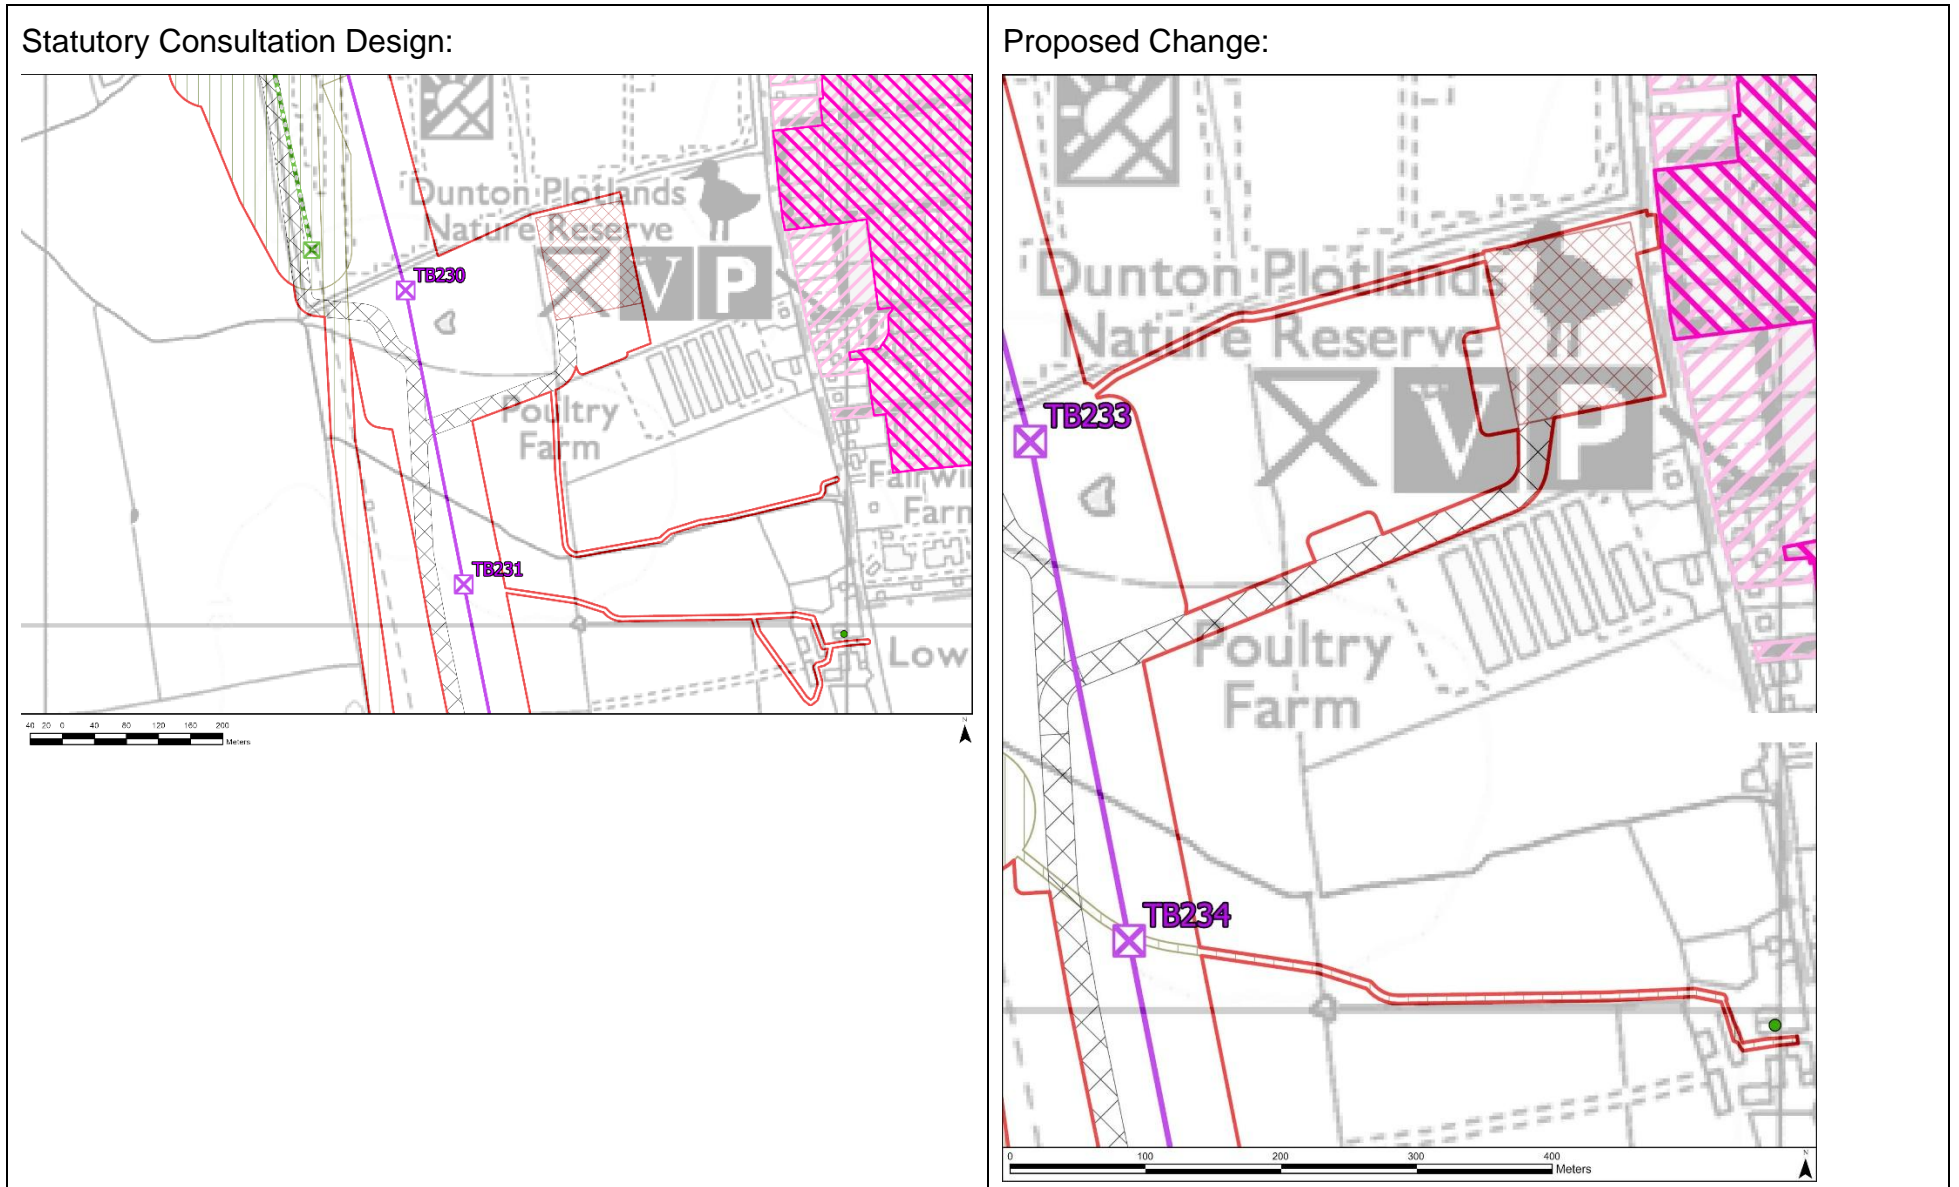 Statutory Consultation Design:
Dunton Plotlands
Nature Reserve
TB230
V P
Poultry
Farm
TB231
Farm
Low
40 20 0 40 80 120 160 200
Meters
N
Proposed Change:
Dunton Plotlands
Nature Reserve
TB233
V P
Poultry
Farm
TB234
0 100 200 300 400
Meters
N